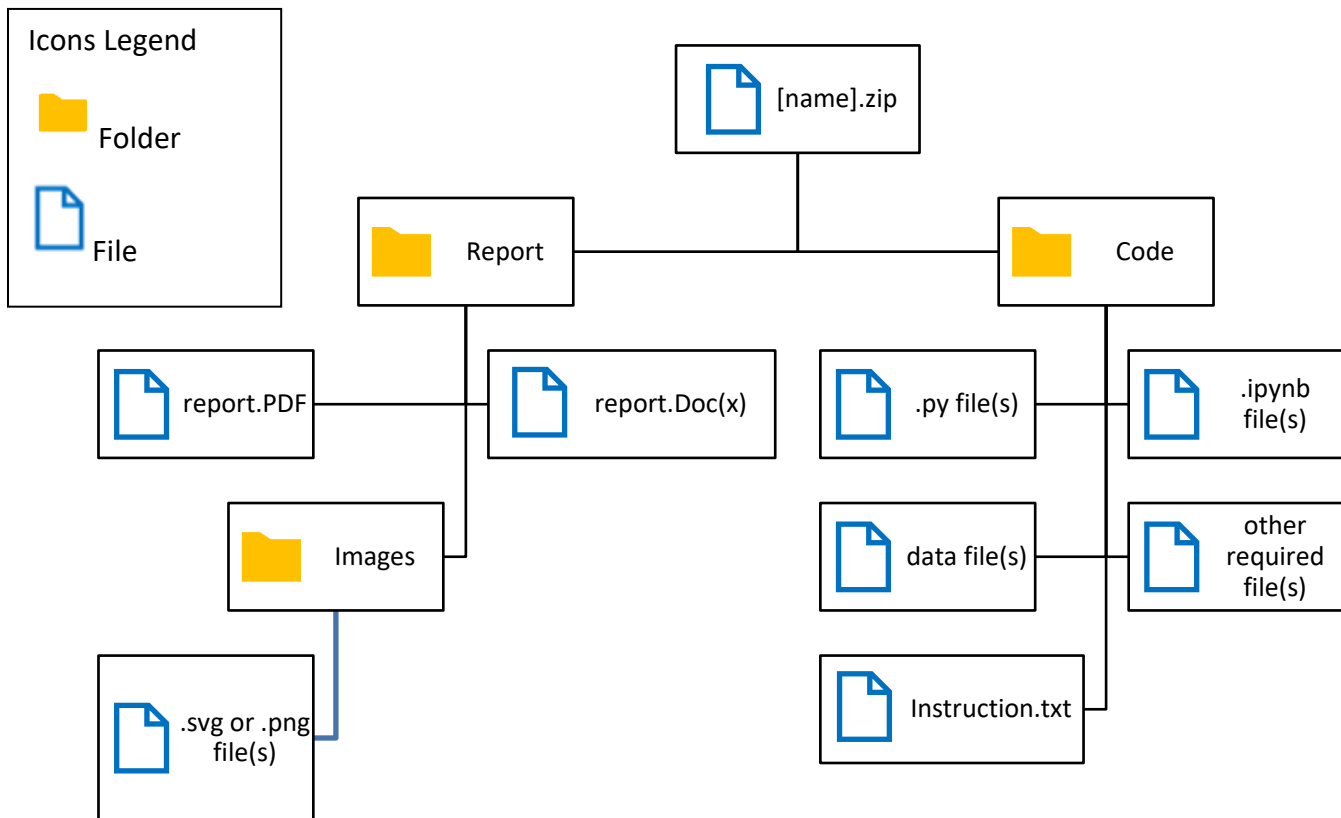 Icons Legend
Folder
File
[name].zip
Report
Code
report.PDF
report.Doc(x)
.py file(s)
.ipynb
file(s)
Images
data file(s)
other
required
file(s)
.svg or .png
file(s)
Instruction.txt